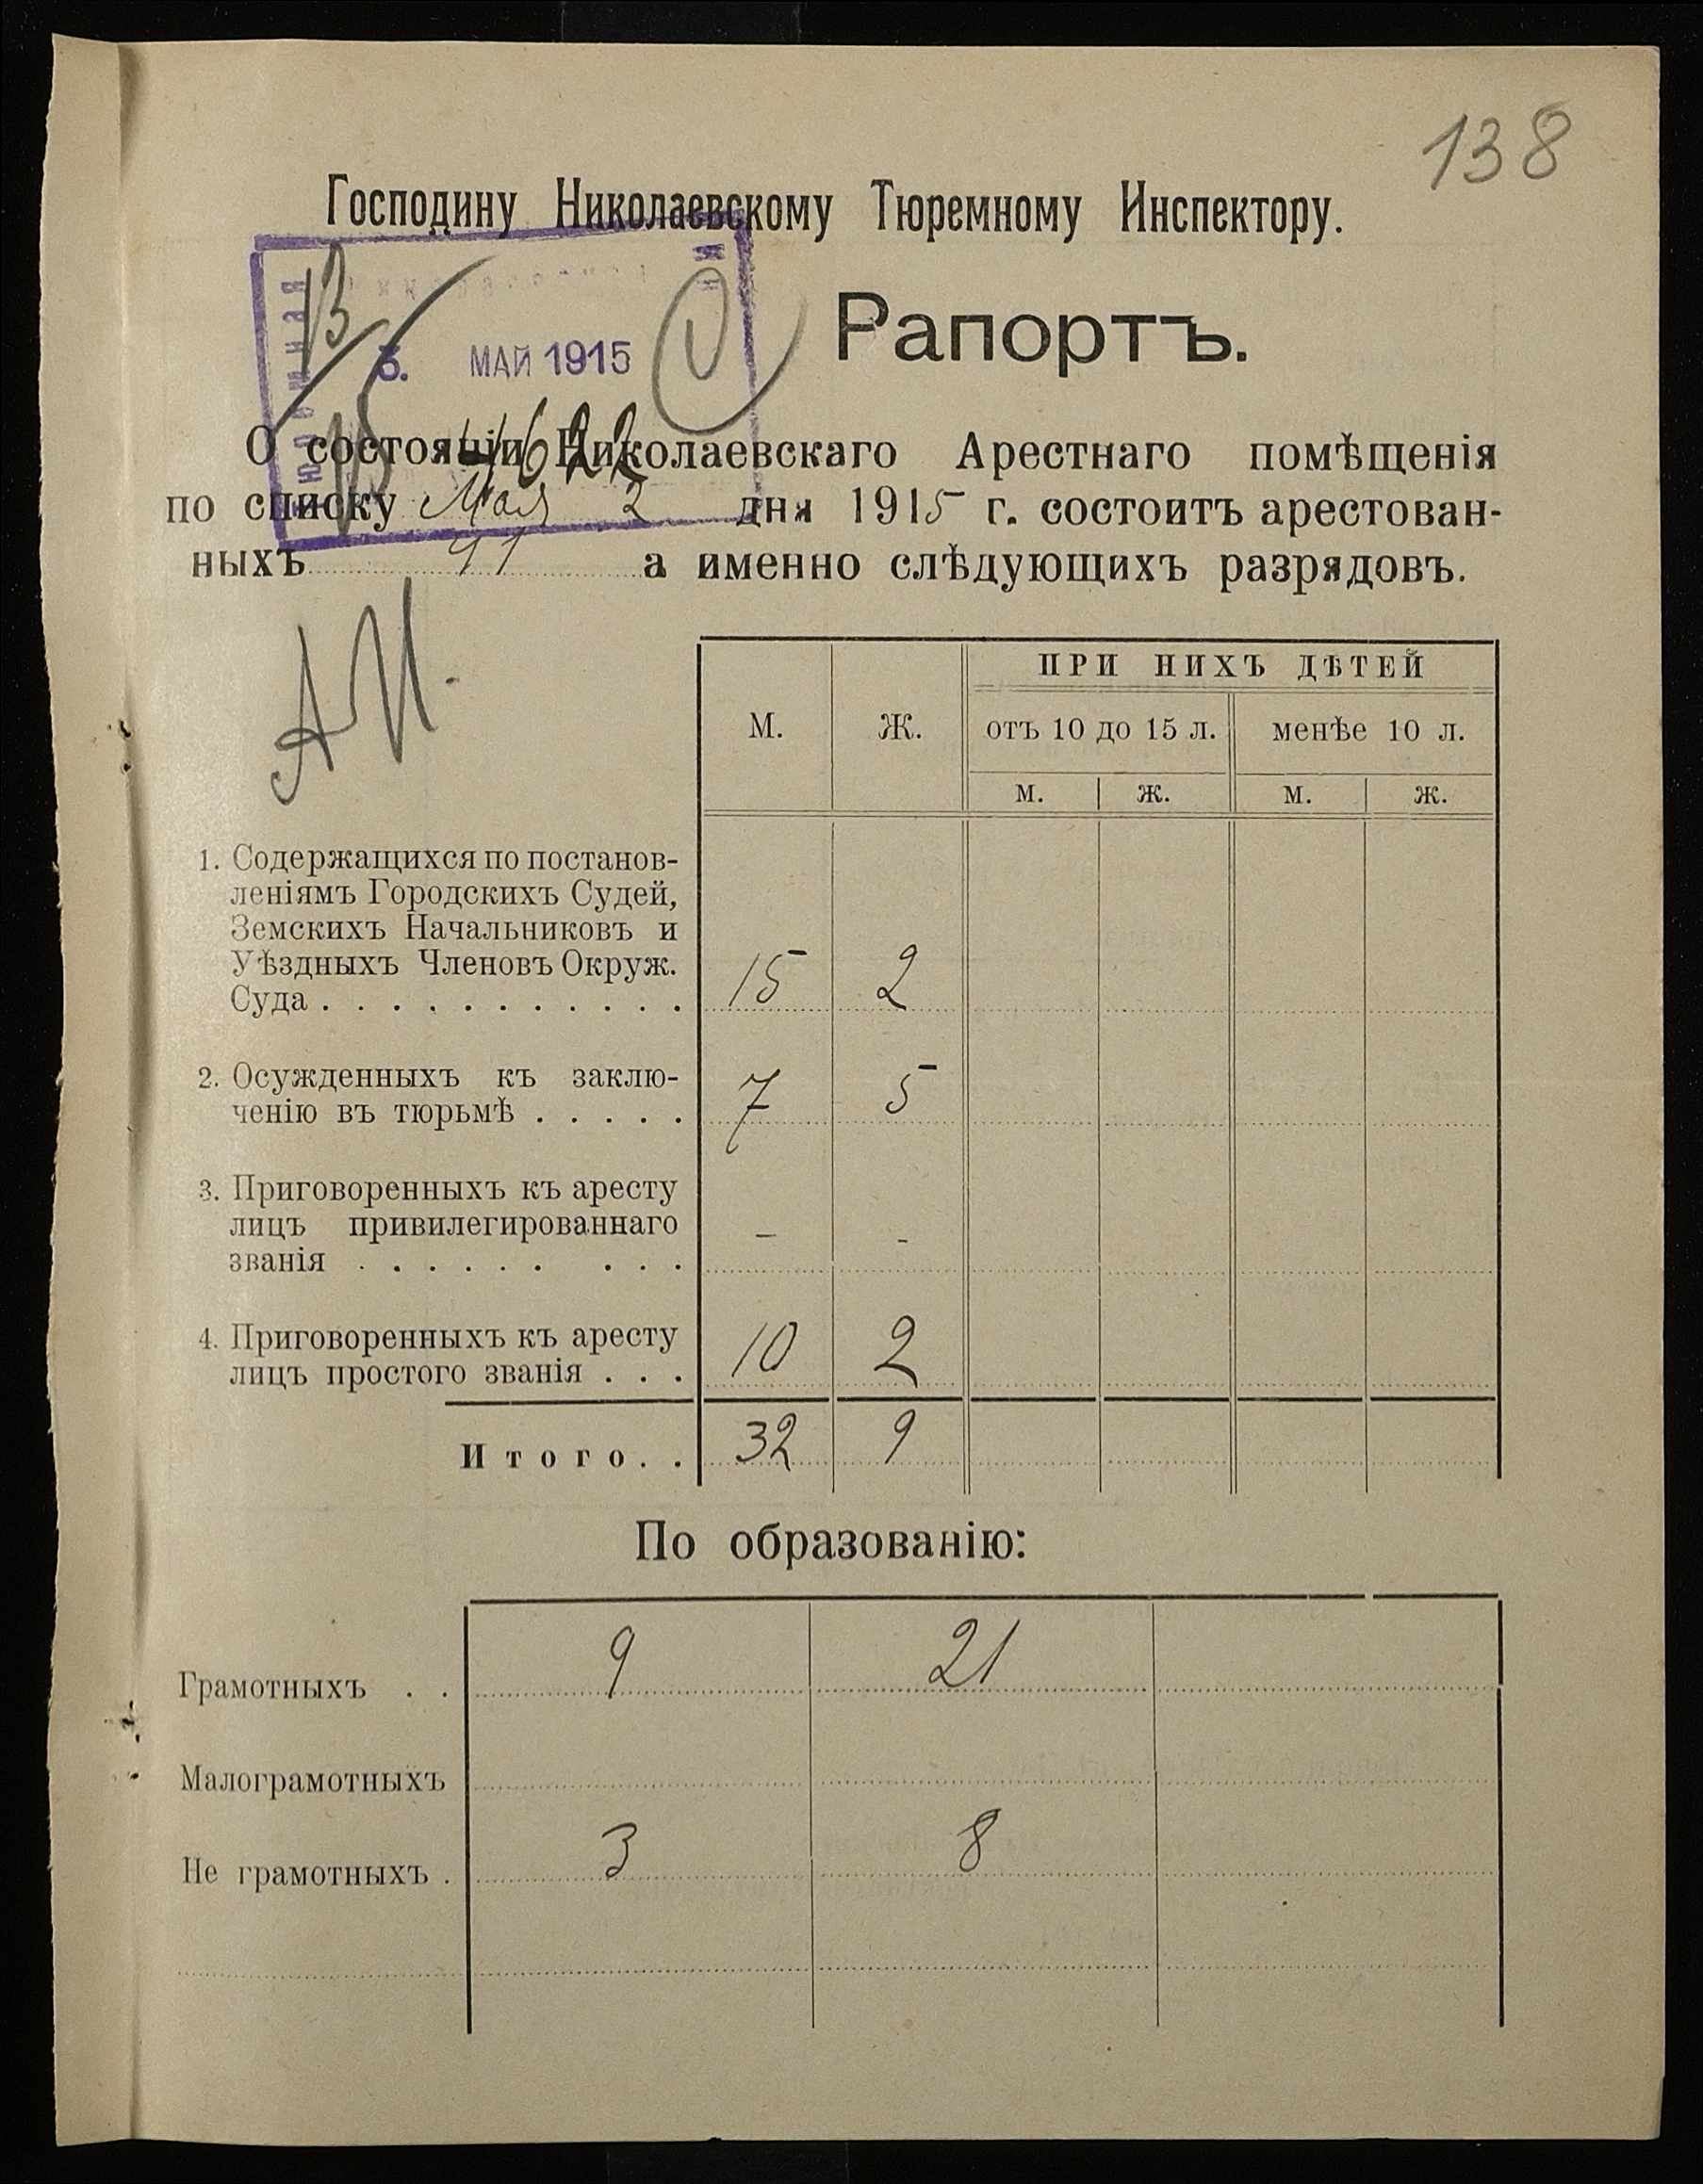 138
Господину Николаевскому Тюремному Инспектору.
3. МАЙ 1915
Рапортъ.
О состояніи Николаевскаго Арестнаго помѣщенія
по списку Мая 2 дня 1915 г. состоитъ арестован-
ныхъ 41 а именно слѣдующихъ разрядовъ.
М. Ж. ПРИ НИХЪ ДѢТЕЙ
отъ 10 до 15 л. менѣе 10 л.
м. ж. м. ж.
1. Содержащихся по постанов-
леніямъ Городскихъ Судей,
Земскихъ Начальниковъ и
Уѣздныхъ Членовъ Окруж.
Суда . . . . . . . . . . . 15 2
2. Осужденныхъ къ заклю-
ченію въ тюрьмѣ . . . . . 7 5
3. Приговоренныхъ къ аресту
лицъ привилегированнаго
званія . . . . . . . . . - -
4. Приговоренныхъ къ аресту
лицъ простого званія . . . 10 2
Итого. . 32 9
По образованію:
Грамотныхъ . . 9 21
Малограмотныхъ
Не грамотныхъ . 3 8